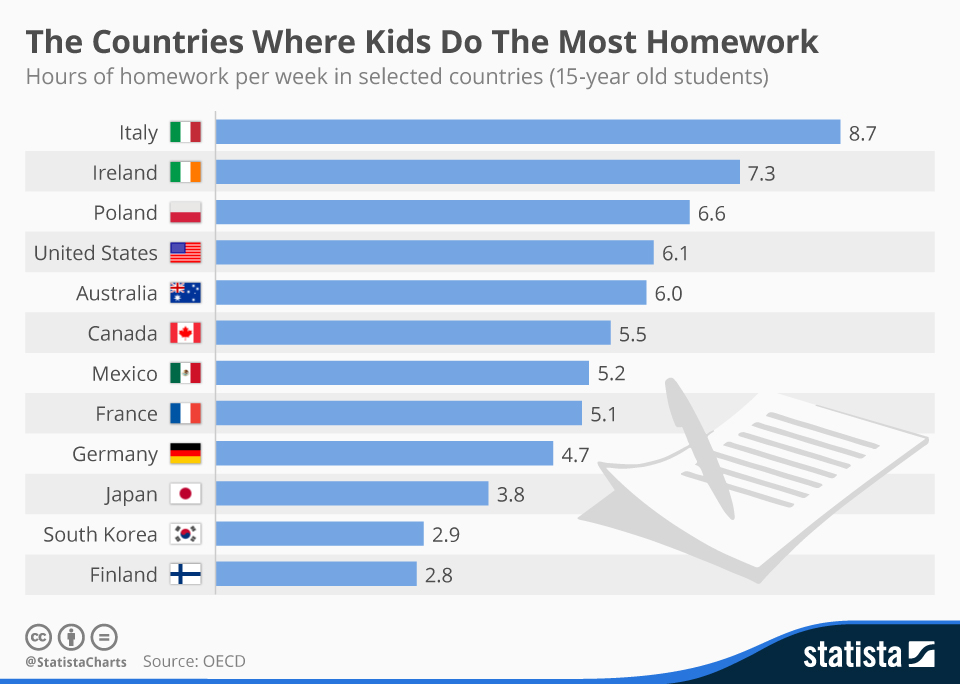 The Countries Where Kids Do The Most Homework
Hours of homework per week in selected countries (15-year old students)
Italy 8.7
Ireland 7.3
Poland 6.6
United States 6.1
Australia 6.0
Canada 5.5
Mexico 5.2
France 5.1
Germany 4.7
Japan 3.8
South Korea 2.9
Finland 2.8
cc =
@StatistaCharts Source: OECD
statista